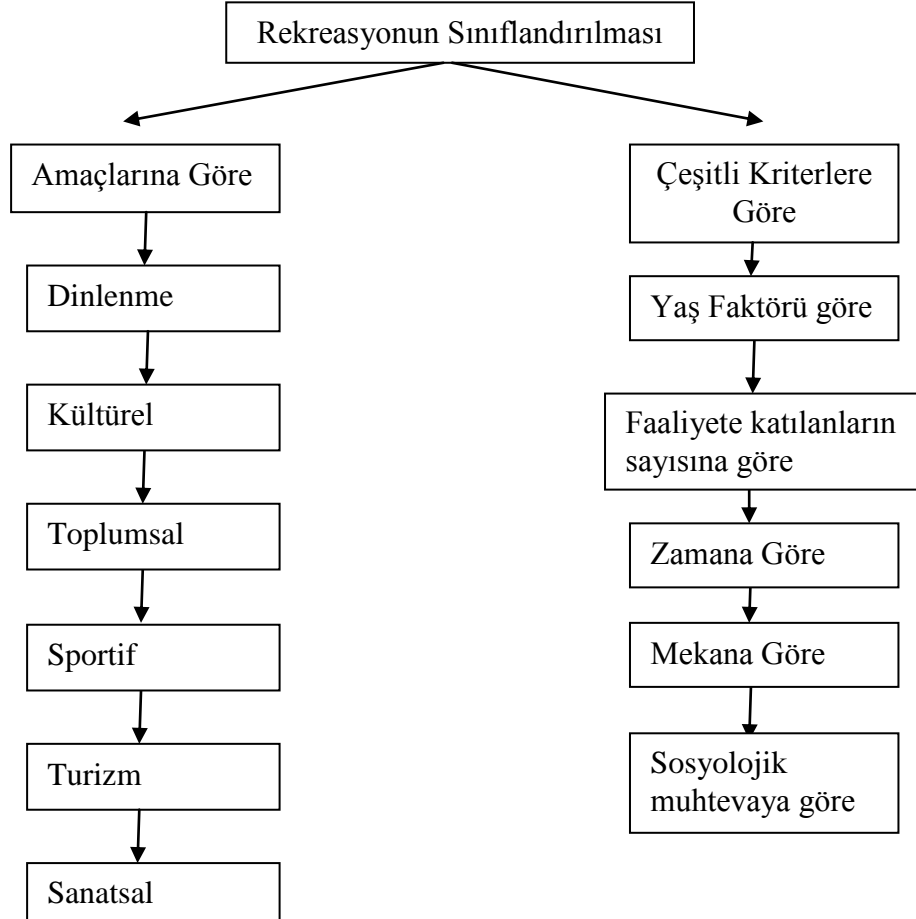 Rekreasyonun Sınıflandırılması
Amaçlarına Göre
Dinlenme
Kültürel
Toplumsal
Sportif
Turizm
Sanatsal
Çeşitli Kriterlere
Göre
Yaş Faktörü göre
Faaliyete katılanların
sayısına göre
Zamana Göre
Mekana Göre
Sosyolojik
muhtevaya göre